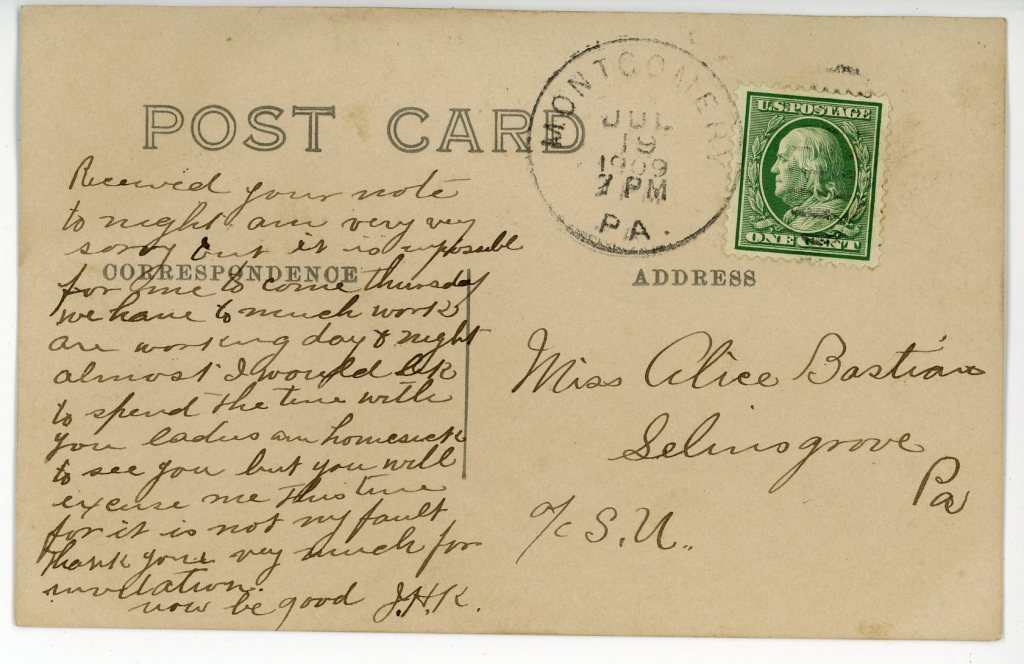 POST CARD
MONTGOMERY
JUL
19
1909
PM
PA.
U.S. POSTAGE
ONE CENT
Received your note
to night am very very
sorry but it is imposible
CORRESPONDENCE
for me to come thursday
we have to much work
are working day & night
almost I would lik
to spend the time with
you ladies am homesick
to see you but you will
excuse me this time
for it is not my fault
thank you very much for
invitation.
now be good J.H.K.
ADDRESS
Miss Alice Bastian
Selinsgrove
Pa
c/o S.U.